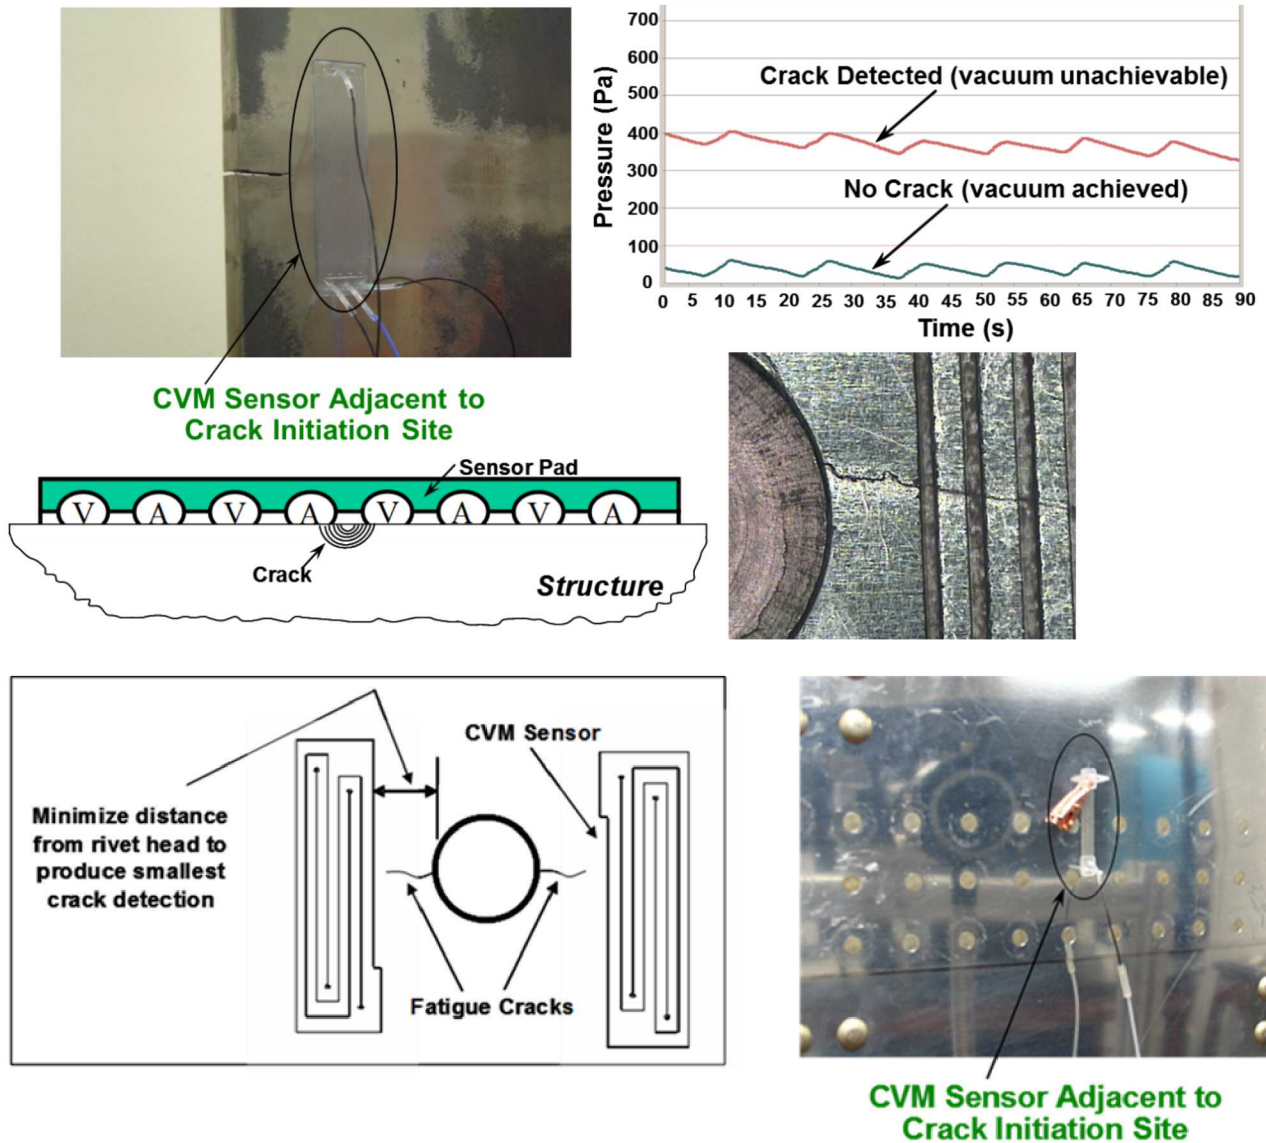 700
600
500
400
300
200
100
0
Pressure (Pa)
Crack Detected (vacuum unachievable)
No Crack (vacuum achieved)
0 5 10 15 20 25 30 35 40 45 50 55 60 65 70 75 80 85 90
Time (s)
CVM Sensor Adjacent to
Crack Initiation Site
Sensor Pad
V A V A V A V A
Crack
Structure
CVM Sensor
Minimize distance
from rivet head to
produce smallest
crack detection
Fatigue Cracks
CVM Sensor Adjacent to
Crack Initiation Site